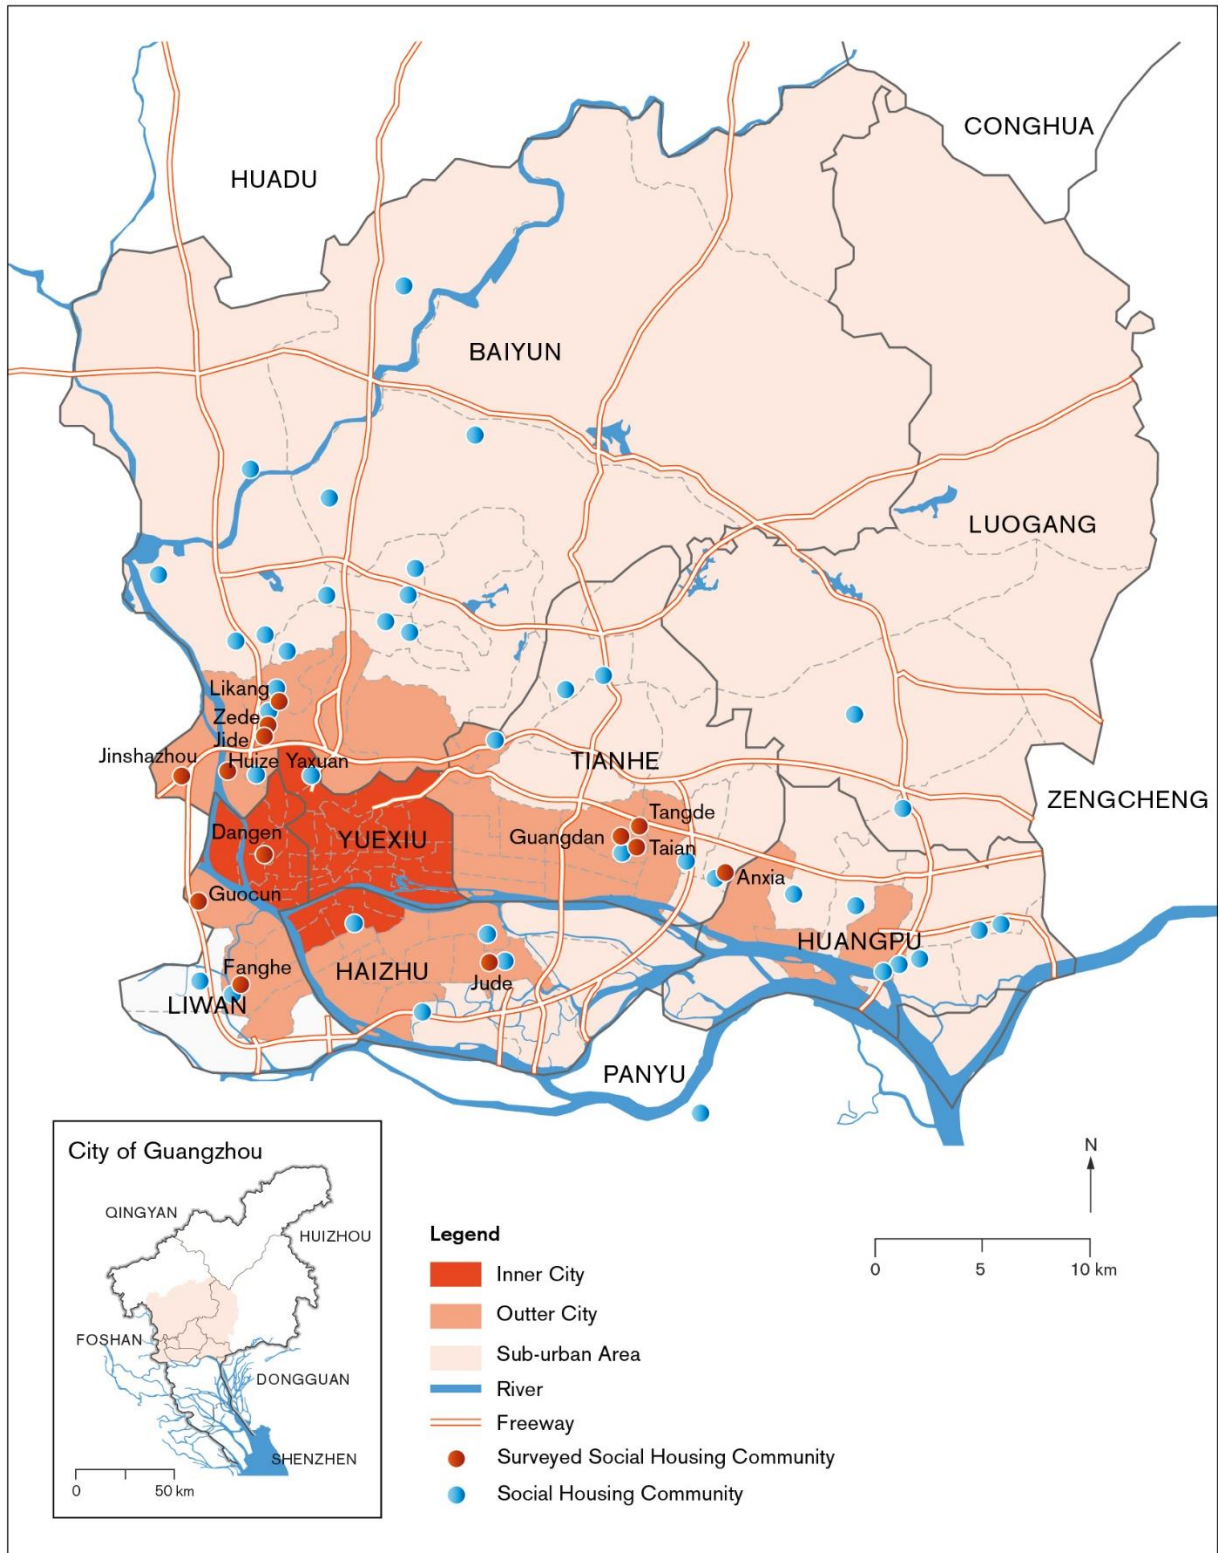 CONGHUA
HUADU
BAIYUN
LUOGANG
Likang
Zede
Jide
Jinshazhou
Huize
Yaxuan
TIANHE
ZENGCHENG
Tangde
Dangen
YUEXIU
Guangdan
Taian
Anxia
Guocun
HUANGPU
Fanghe
HAIZHU
Jude
LIWAN
PANYU
City of Guangzhou
QINGYAN
HUIZHOU
FOSHAN
DONGGUAN
SHENZHEN
0 50 km
N
0 5 10 km
Legend
Inner City
Outter City
Sub-urban Area
River
Freeway
Surveyed Social Housing Community
Social Housing Community